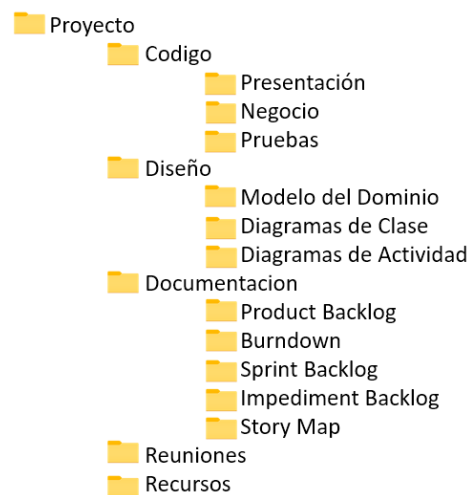 Proyecto
Codigo
Presentación
Negocio
Pruebas
Diseño
Modelo del Dominio
Diagramas de Clase
Diagramas de Actividad
Documentacion
Product Backlog
Burndown
Sprint Backlog
Impediment Backlog
Story Map
Reuniones
Recursos